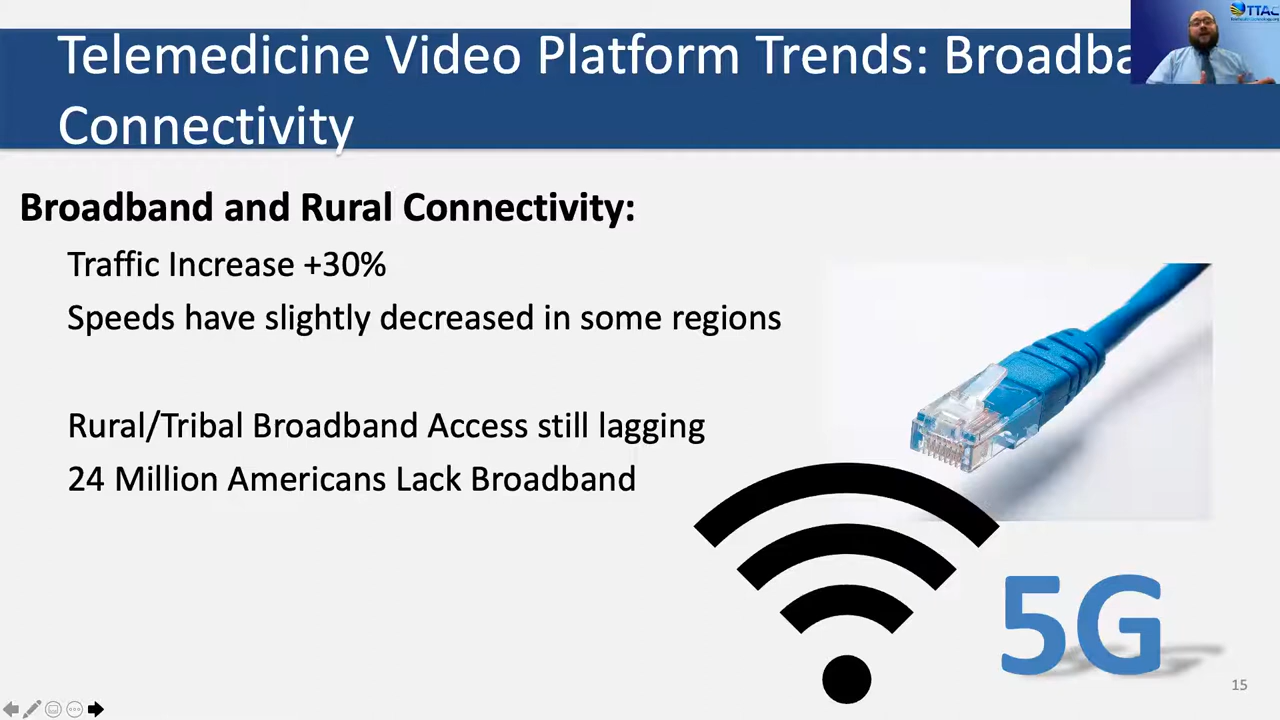 Telemedicine Video Platform Trends: Broadba
Connectivity
TTAC
Broadband and Rural Connectivity:
Traffic Increase +30%
Speeds have slightly decreased in some regions
Rural/Tribal Broadband Access still lagging
24 Million Americans Lack Broadband
5G
15